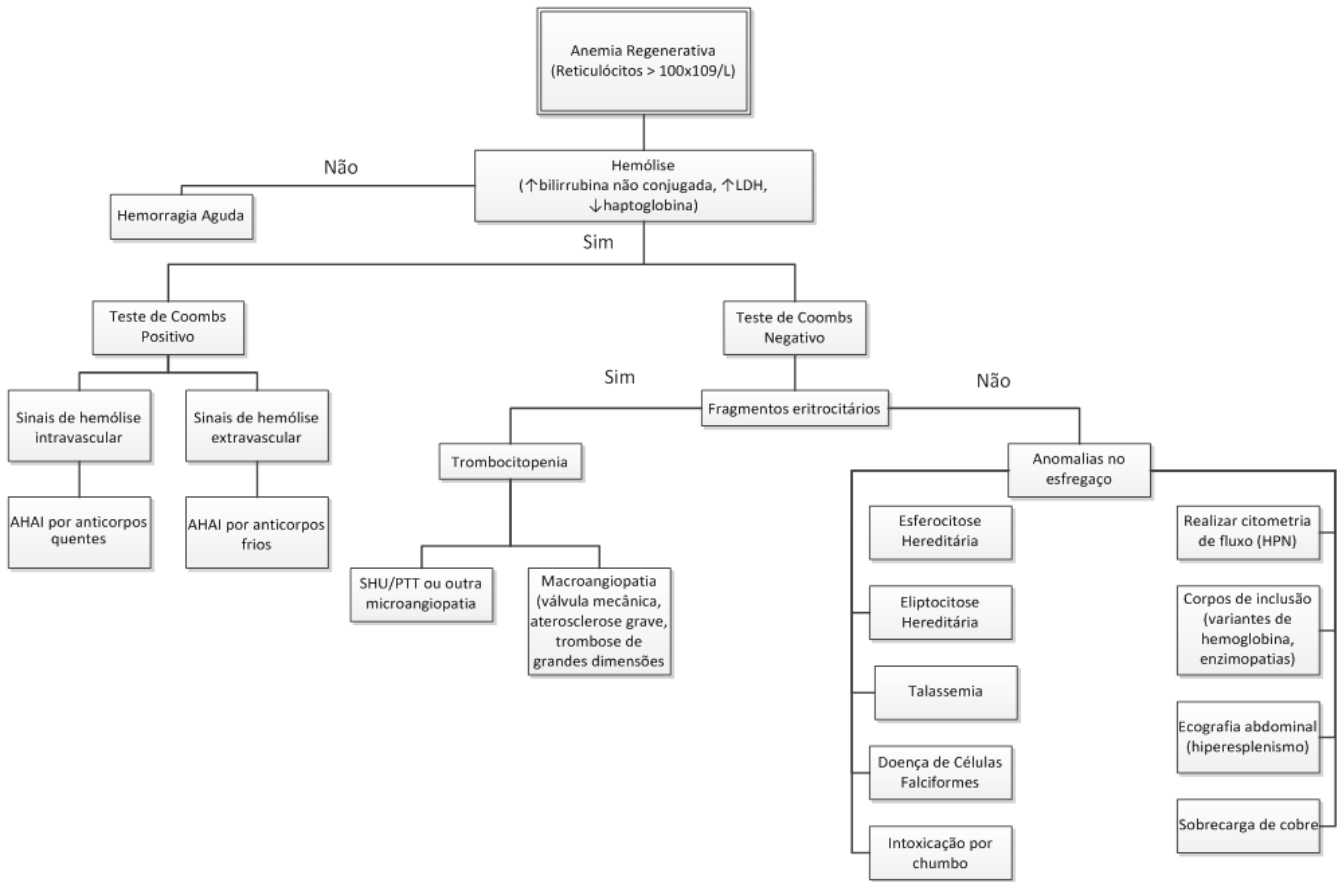 Anemia Regenerativa
(Reticulócitos > 100x109/L)
Hemólise
(↑bilirrubina não conjugada, ↑LDH,
↓haptoglobina)
Não
Hemorragia Aguda
Sim
Teste de Coombs
Positivo
Teste de Coombs
Negativo
Sinais de hemólise
intravascular
Sinais de hemólise
extravascular
AHAI por anticorpos
quentes
AHAI por anticorpos
frios
Sim
Fragmentos eritrocitários
Não
Trombocitopenia
SHU/PTT ou outra
microangiopatia
Macroangiopatia
(válvula mecânica,
aterosclerose grave,
trombose de
grandes dimensões
Anomalias no
esfregaço
Esferocitose
Hereditária
Eliptocitose
Hereditária
Talassemia
Doença de Células
Falciformes
Intoxicação por
chumbo
Realizar citometria
de fluxo (HPN)
Corpos de inclusão
(variantes de
hemoglobina,
enzimopatias)
Ecografia abdominal
(hiperesplenismo)
Sobrecarga de cobre